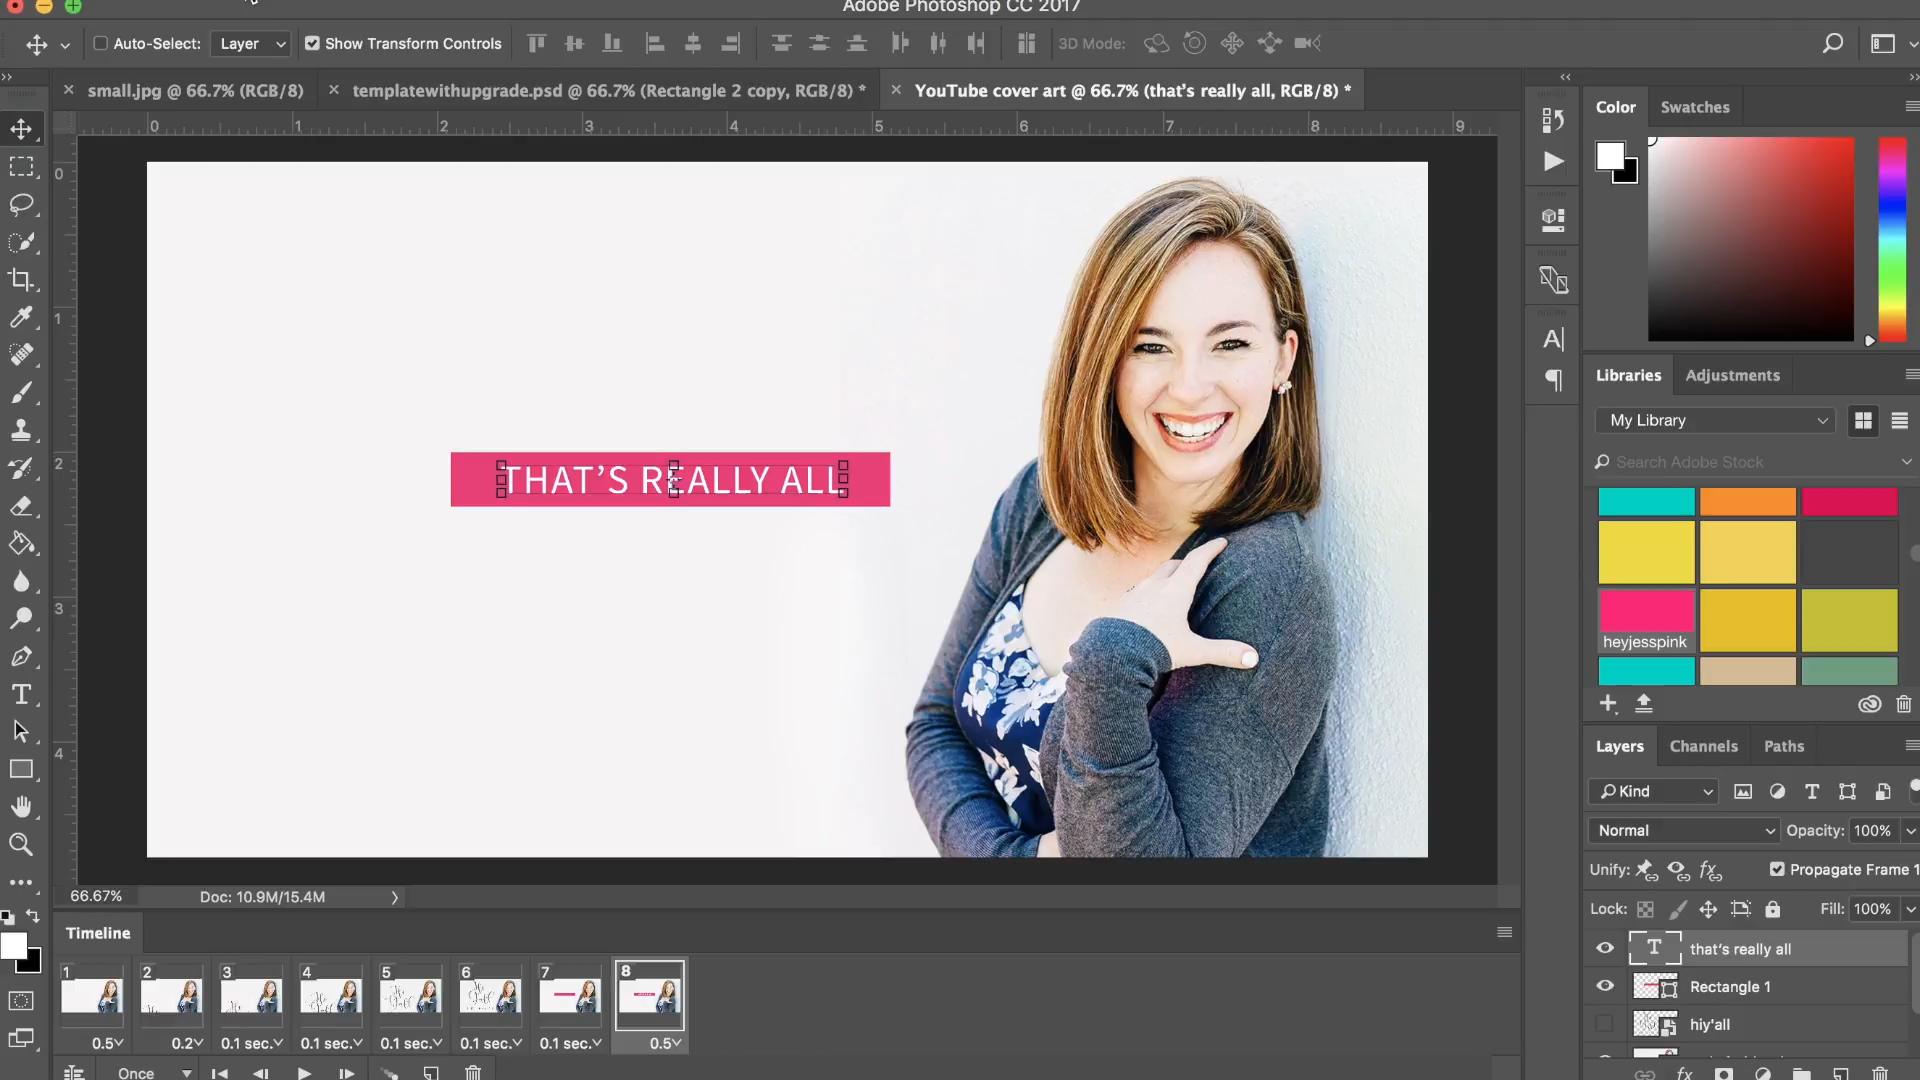 Adobe Photoshop CC 2017
Auto-Select: Layer Show Transform Controls 3D Mode:
small.jpg @ 66.7% (RGB/8) templatewithupgrade.psd @ 66.7% (Rectangle 2 copy, RGB/8) * YouTube cover art @ 66.7% (that's really all, RGB/8) *
0 1 2 3 4 5 6 7 8 9
0
1
2
3
4
THAT'S REALLY ALL
66.67% Doc: 10.9M/15.4M
Timeline
1 2 3 4 5 6 7 8
0.5 0.2 0.1 sec. 0.1 sec. 0.1 sec. 0.1 sec. 0.1 sec. 0.5
Once
Color Swatches
Libraries Adjustments
My Library
Search Adobe Stock
heyjesspink
Layers Channels Paths
Kind
Normal Opacity: 100%
Unify: Propagate Frame 1
Lock: Fill: 100%
that's really all
Rectangle 1
hiy'all
fx